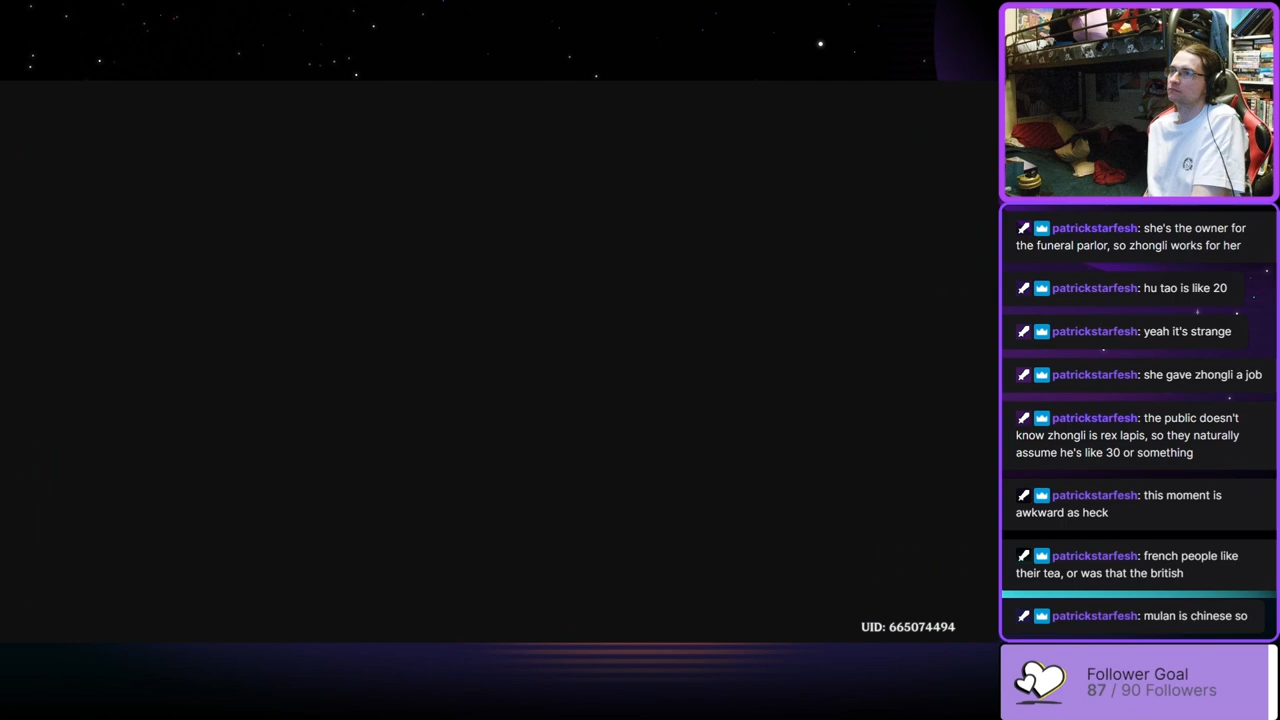 patrickstarfesh: she's the owner for
the funeral parlor, so zhongli works for her
patrickstarfesh: hu tao is like 20
patrickstarfesh: yeah it's strange
patrickstarfesh: she gave zhongli a job
patrickstarfesh: the public doesn't
know zhongli is rex lapis, so they naturally
assume he's like 30 or something
patrickstarfesh: this moment is
awkward as heck
patrickstarfesh: french people like
their tea, or was that the british
patrickstarfesh: mulan is chinese so
UID: 665074494
Follower Goal
87 / 90 Followers